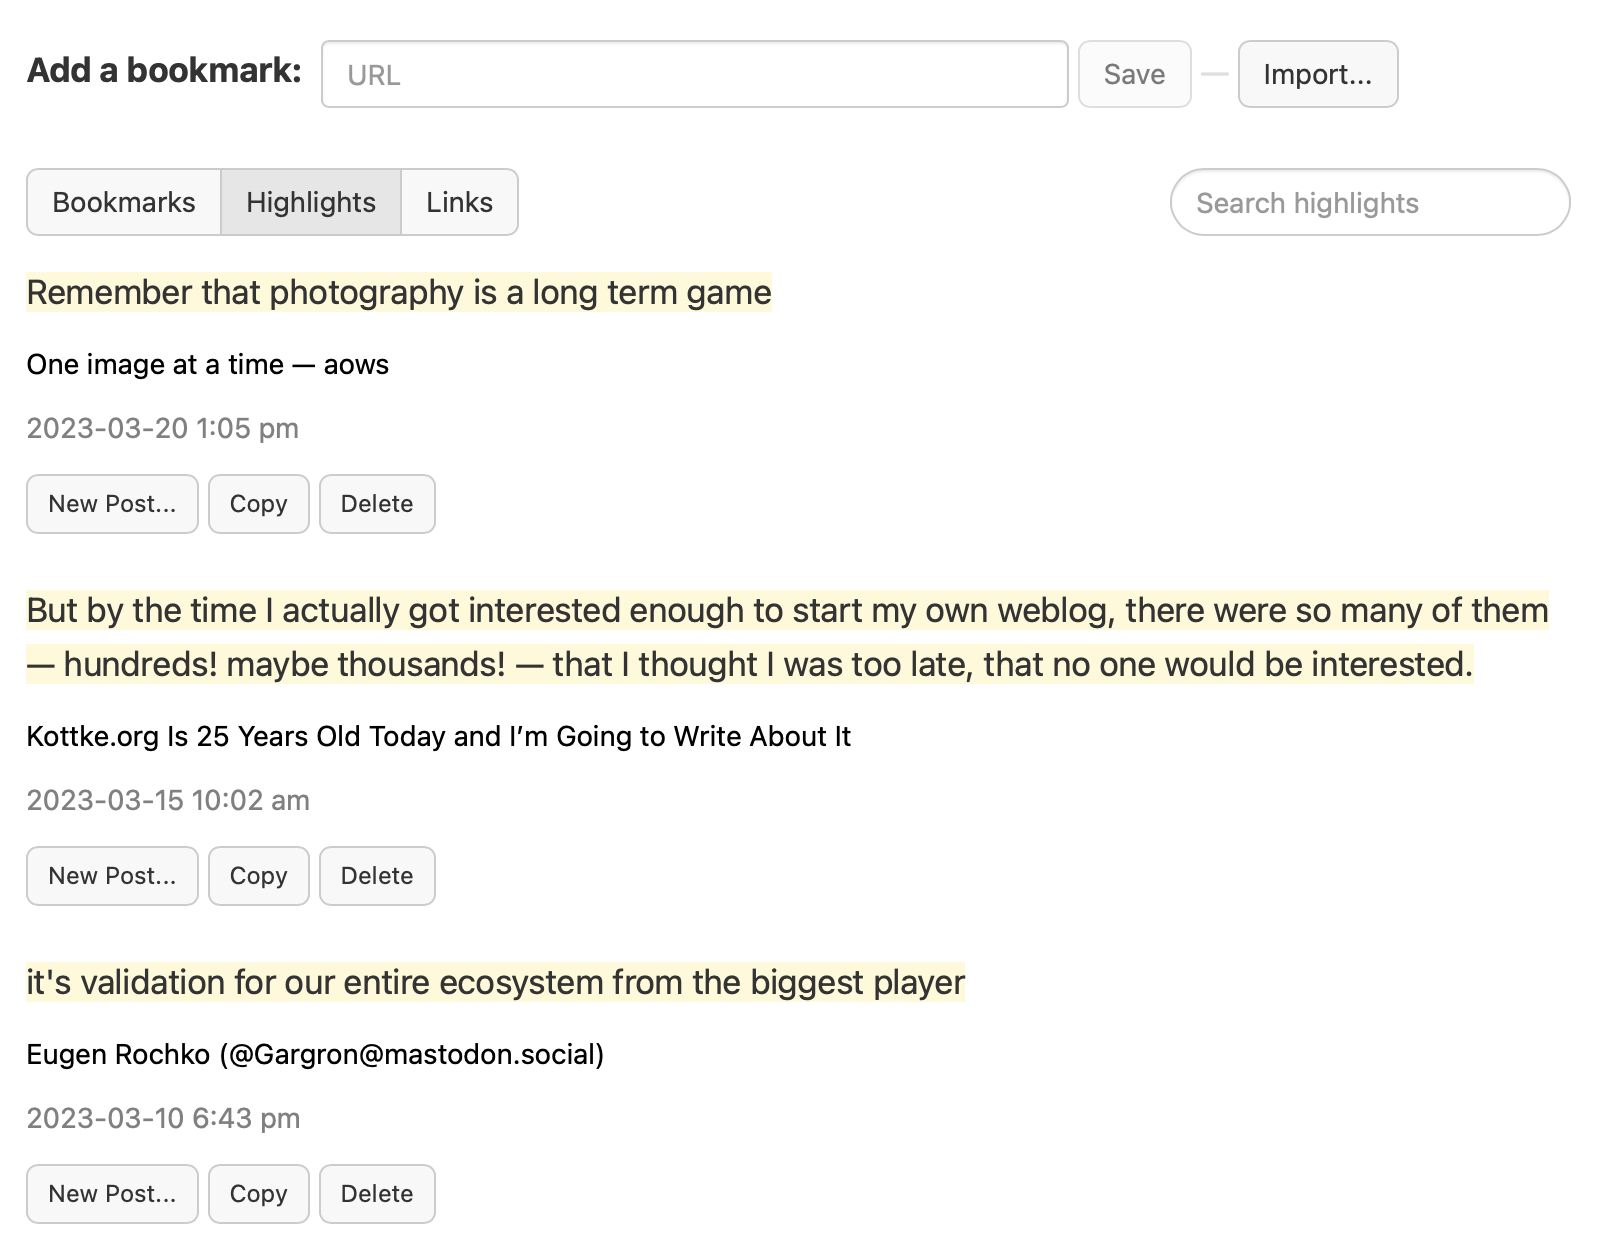 Add a bookmark: URL Save — Import...
Bookmarks Highlights Links Search highlights
Remember that photography is a long term game
One image at a time — aows
2023-03-20 1:05 pm
New Post... Copy Delete
But by the time I actually got interested enough to start my own weblog, there were so many of them
— hundreds! maybe thousands! — that I thought I was too late, that no one would be interested.
Kottke.org Is 25 Years Old Today and I’m Going to Write About It
2023-03-15 10:02 am
New Post... Copy Delete
it's validation for our entire ecosystem from the biggest player
Eugen Rochko (@Gargron@mastodon.social)
2023-03-10 6:43 pm
New Post... Copy Delete